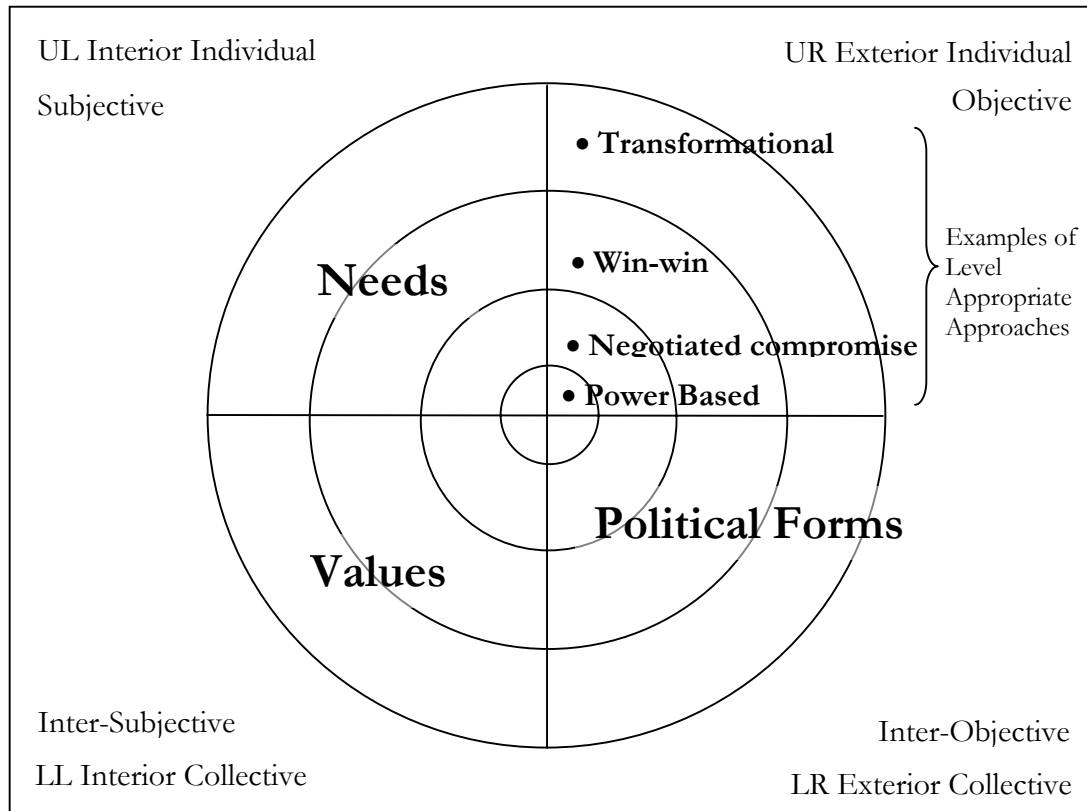 UL Interior Individual
Subjective
UR Exterior Individual
Objective
• Transformational
• Win-win
• Negotiated compromise
• Power Based
Examples of
Level
Appropriate
Approaches
Needs
Values
Political Forms
Inter-Subjective
LL Interior Collective
Inter-Objective
LR Exterior Collective